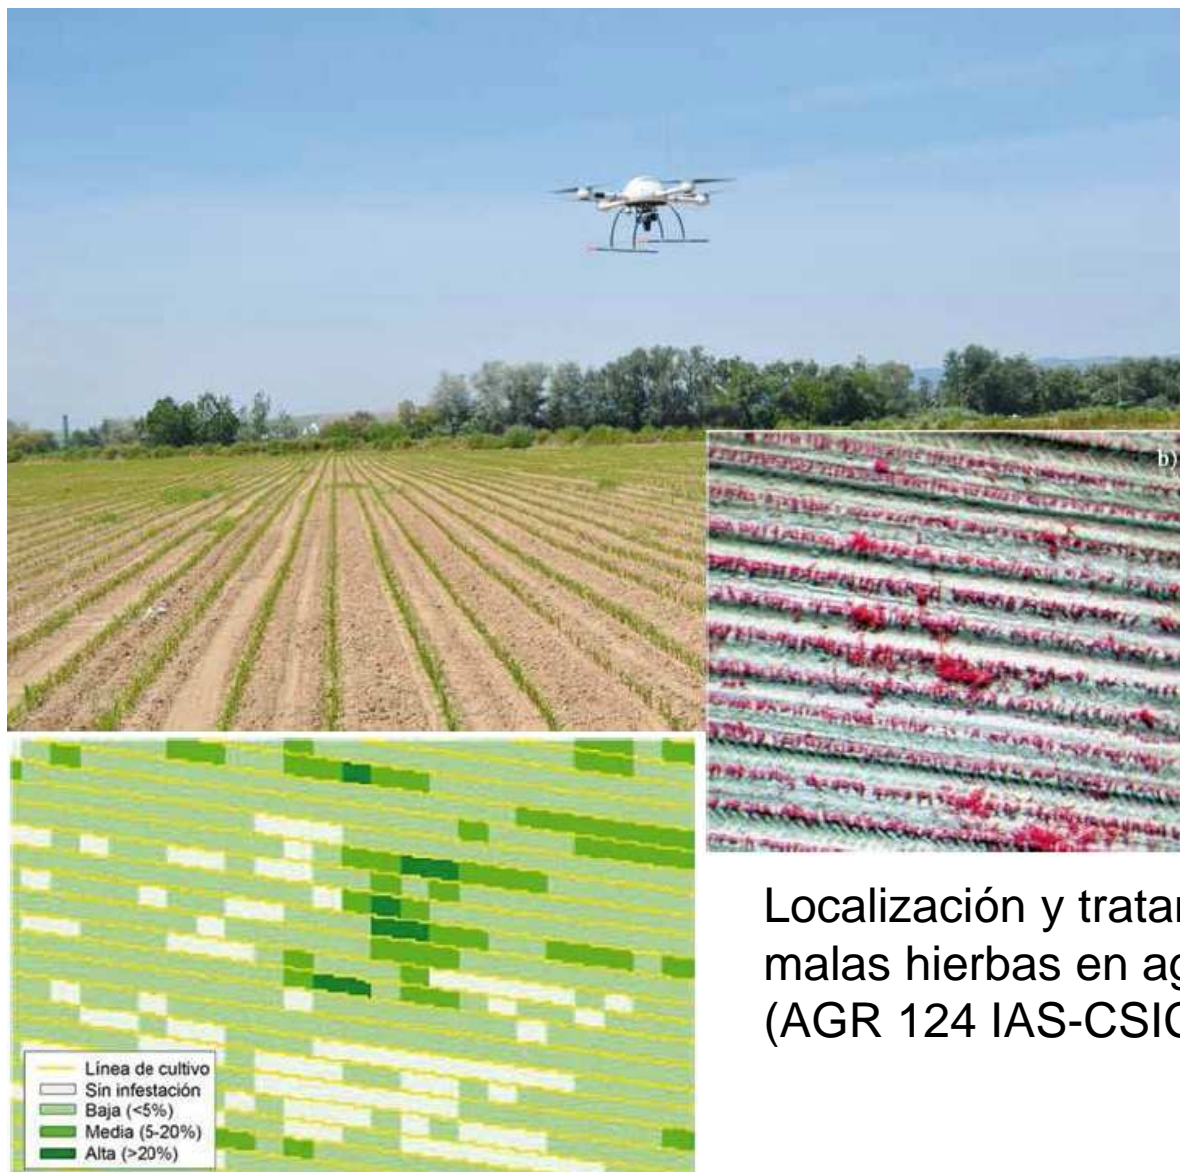 b)
Línea de cultivo
Sin infestación
Baja (<5%)
Media (5-20%)
Alta (>20%)
Localización y tratar
malas hierbas en ag
(AGR 124 IAS-CSIC